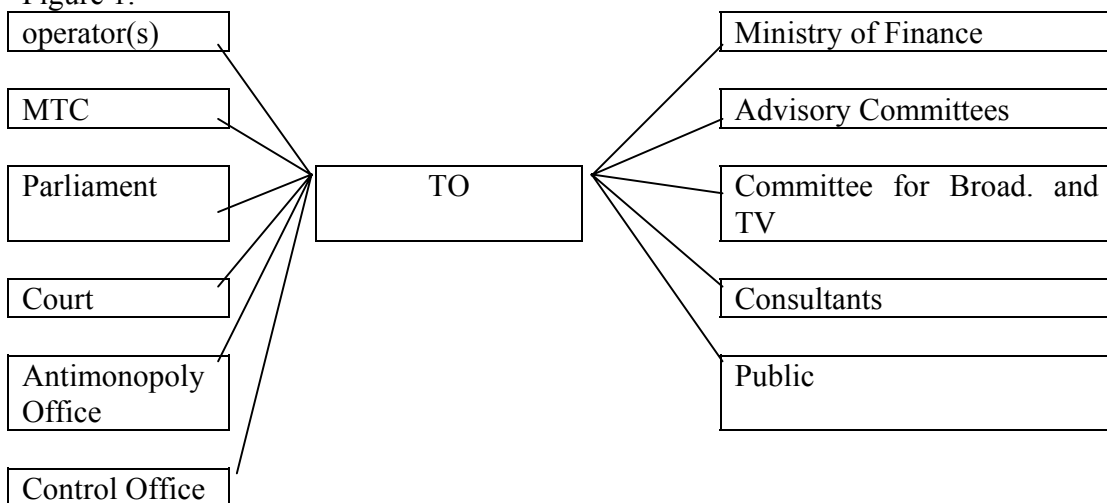 Figure 1:
operator(s)
MTC
Parliament
Court
Antimonopoly
Office
Control Office
TO
Ministry of Finance
Advisory Committees
Committee for Broad. and
TV
Consultants
Public